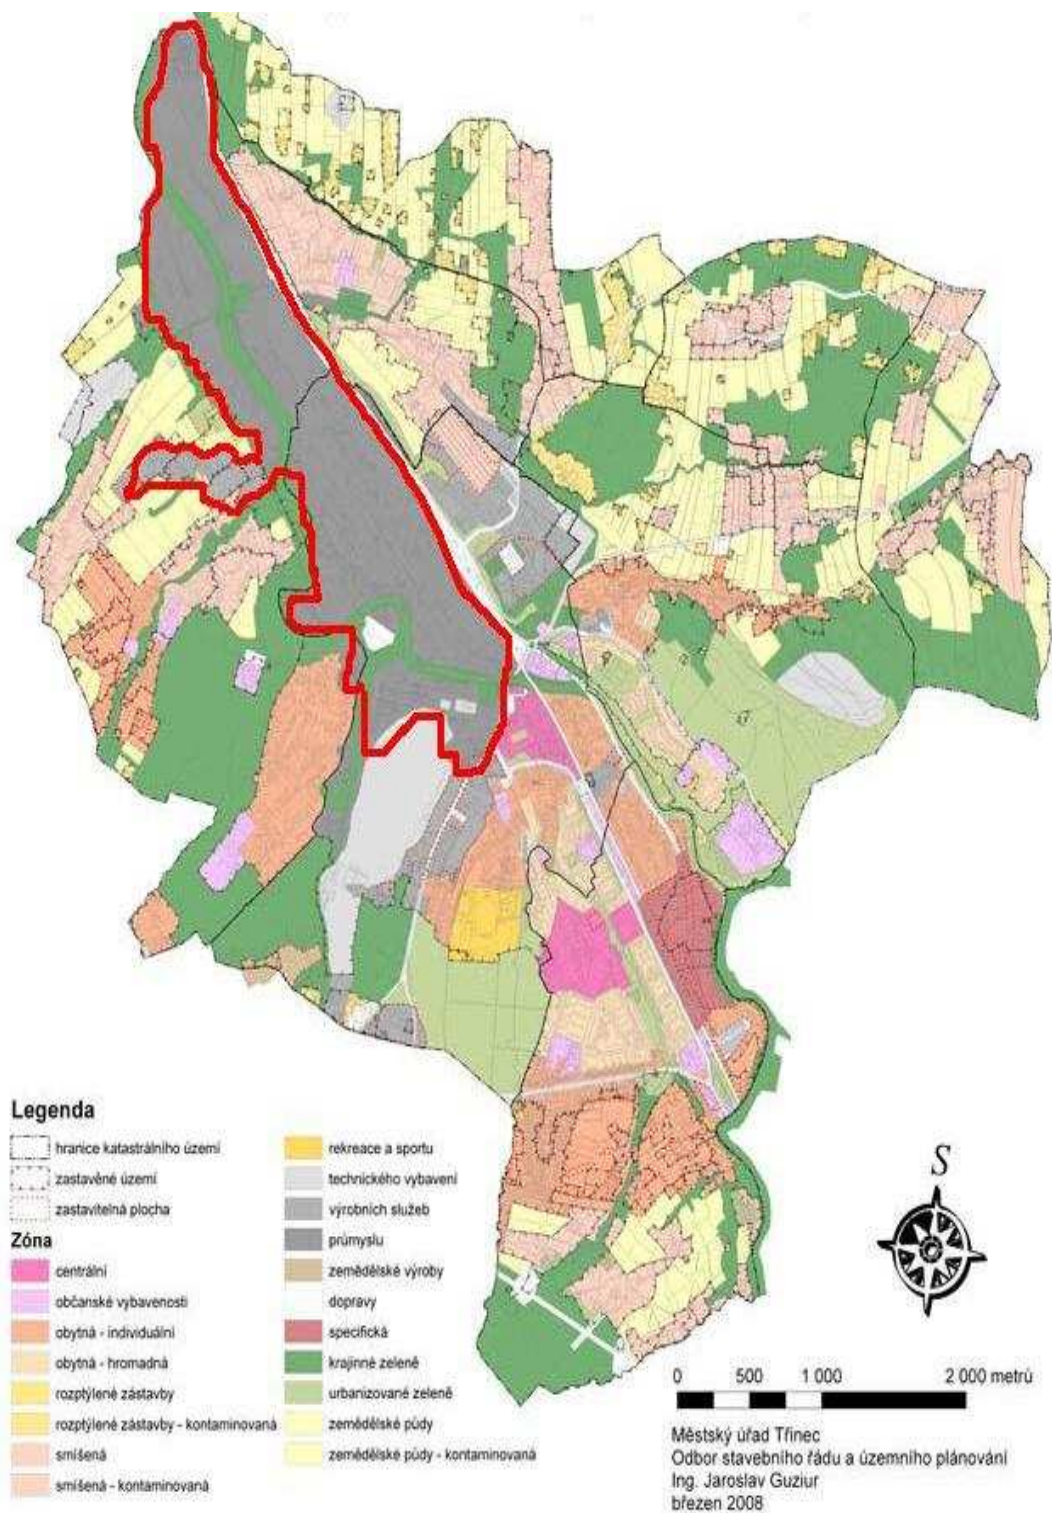 Legenda
hranice katastrálního území
zastavěné území
zastavitelná plocha
Zóna
centrální
občanské vybavenosti
obytná - individuální
obytná - hromadná
rozptýlené zástavby
rozptýlené zástavby - kontaminovaná
smíšená
smíšená - kontaminovaná
rekreace a sportu
technického vybavení
výrobních služeb
průmyslu
zemědělské výroby
dopravy
specifická
krajinné zeleně
urbanizované zeleně
zemědělské půdy
zemědělské půdy - kontaminovaná
S
0 500 1 000 2 000 metrů
Městský úřad Třinec
Odbor stavebního řádu a územního plánování
Ing. Jaroslav Guziur
březen 2008